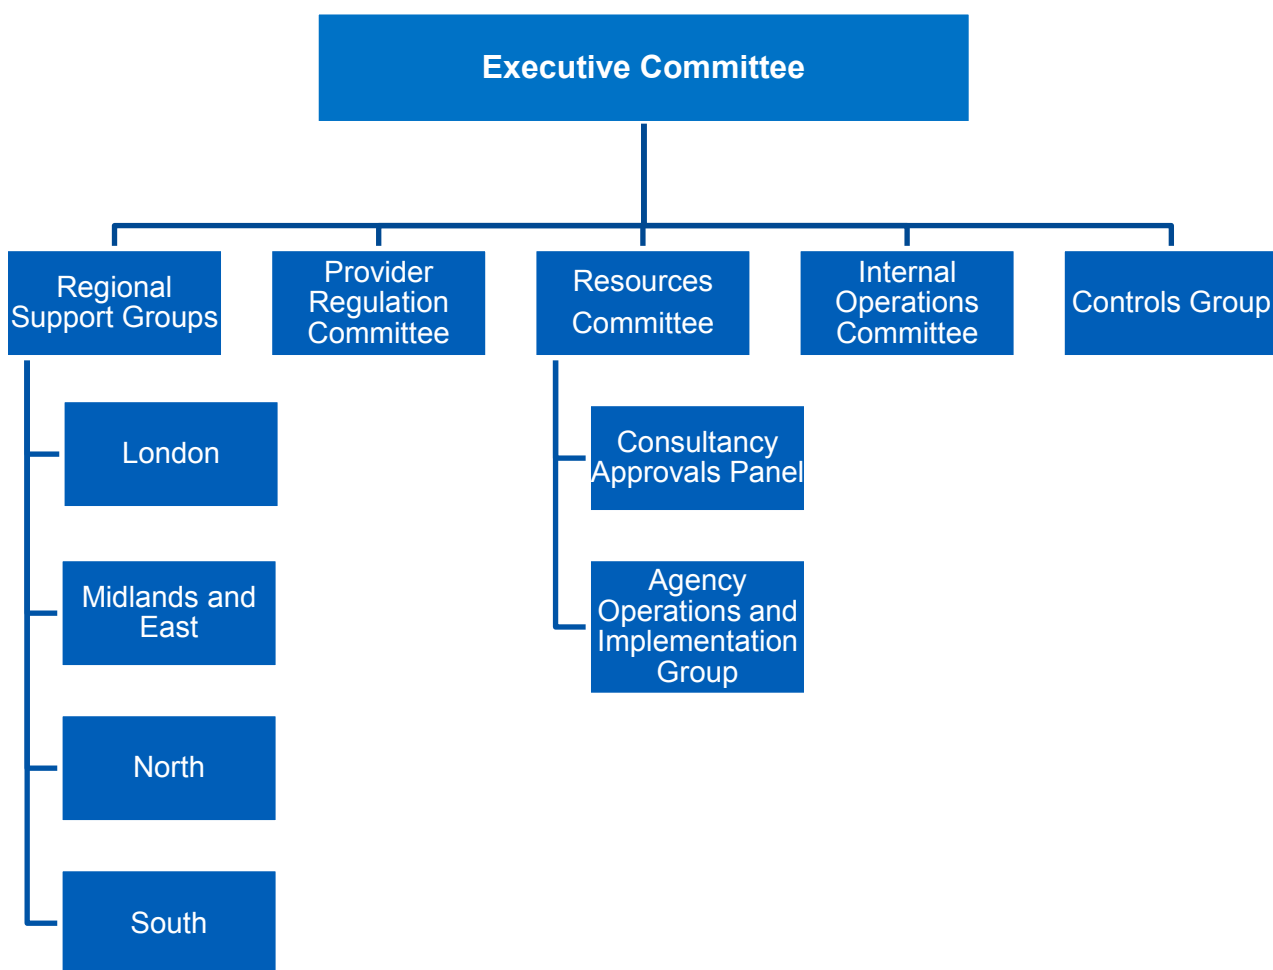 Executive Committee
Regional
Support Groups
Provider
Regulation
Committee
Resources
Committee
Internal
Operations
Committee
Controls Group
London
Midlands and
East
North
South
Consultancy
Approvals Panel
Agency
Operations and
Implementation
Group